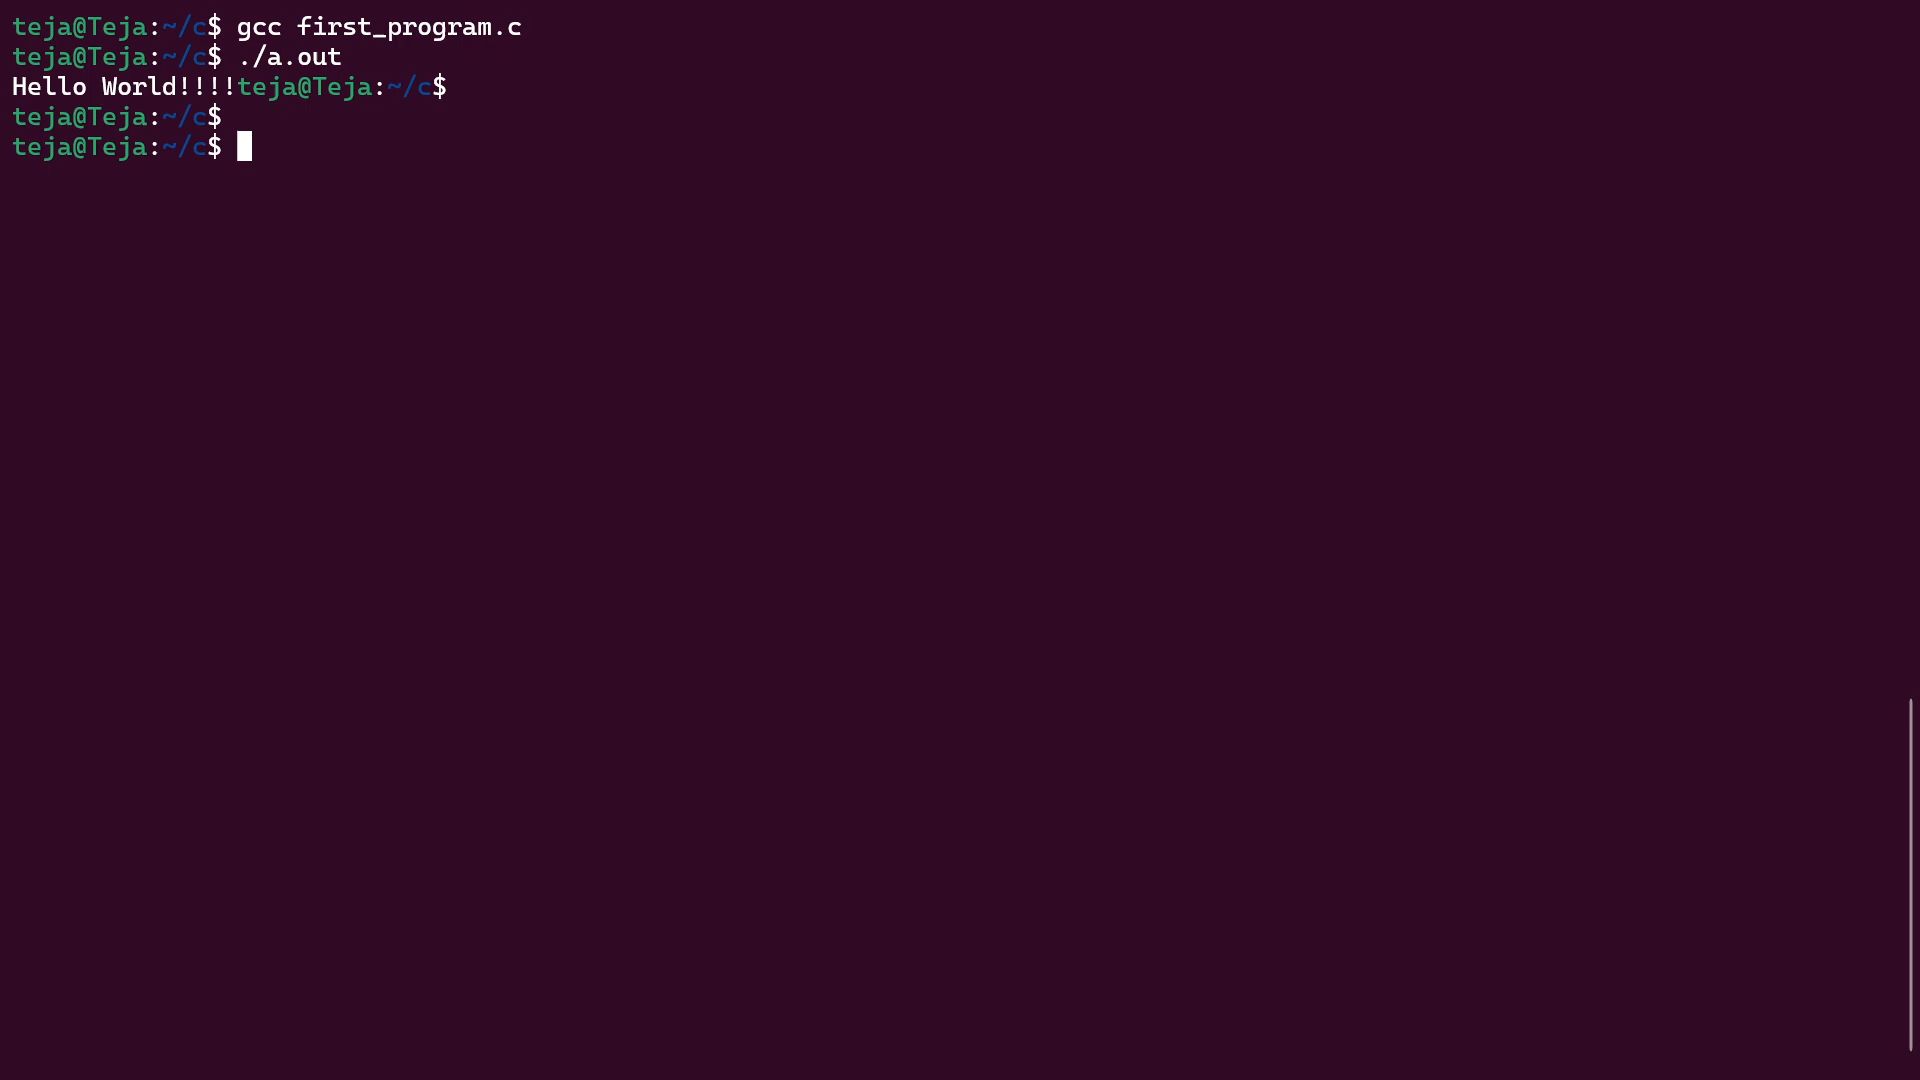 teja@Teja:~/c$ gcc first_program.c
teja@Teja:~/c$ ./a.out
Hello World!!!!teja@Teja:~/c$
teja@Teja:~/c$
teja@Teja:~/c$